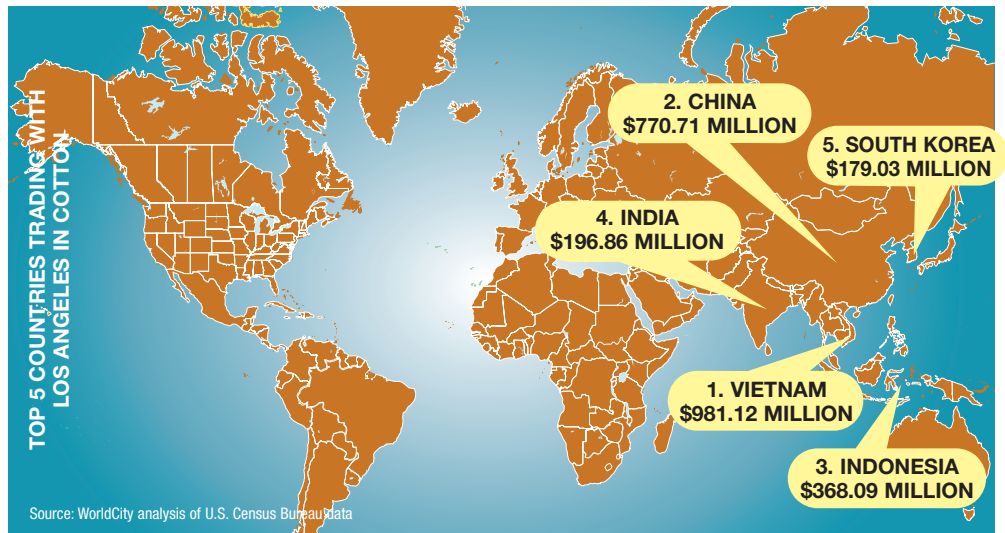 TOP 5 COUNTRIES TRADING WITH
LOS ANGELES IN COTTON
2. CHINA
$770.71 MILLION
5. SOUTH KOREA
$179.03 MILLION
4. INDIA
$196.86 MILLION
1. VIETNAM
$981.12 MILLION
3. INDONESIA
$368.09 MILLION
Source: WorldCity analysis of U.S. Census Bureau data